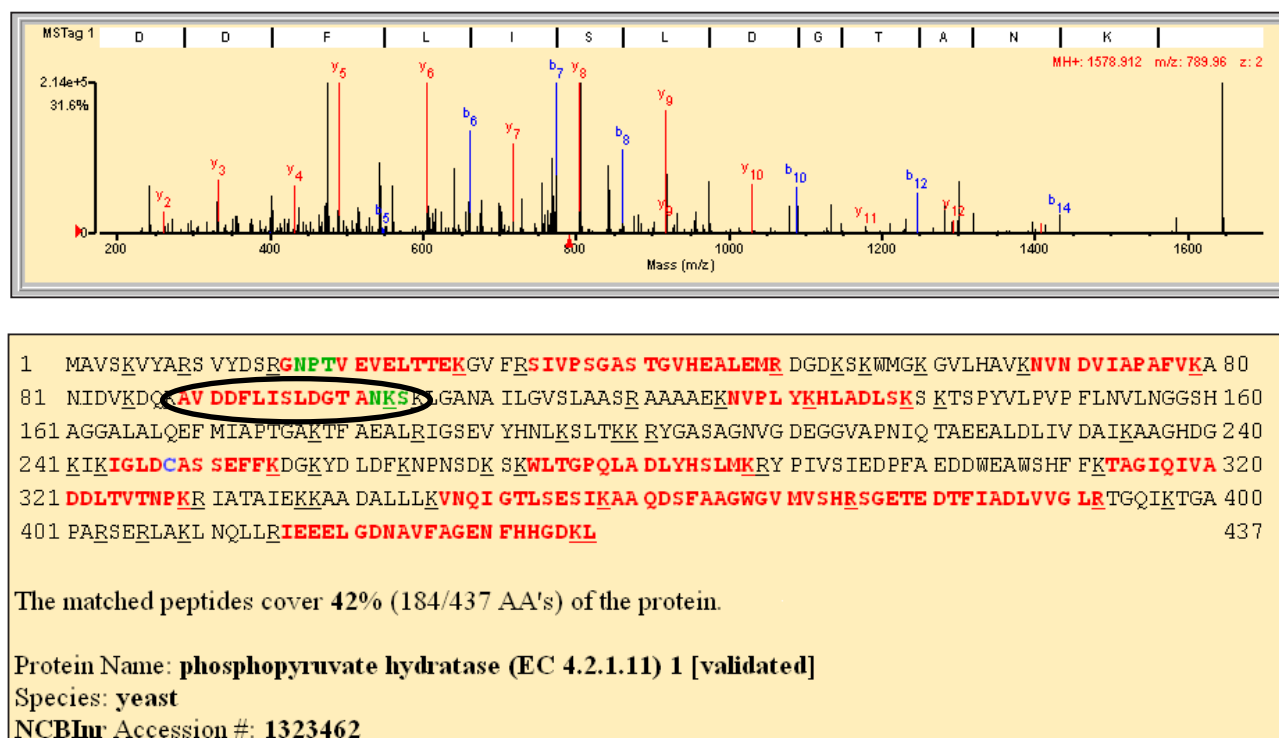 MSTag 1 D D F L I S L D G T A N K
MH+: 1578.912 m/z: 789.96 z: 2
2.14e+5
31.6%
0
y2 y3 y4 b5 y5 y6 b6 y7 b7 y8 b8 y9 y9 y10 b10 y11 b12 y12 b14
200 400 600 800 1000 1200 1400 1600
Mass (m/z)
1 MAVSKVYARS VYDSRGNPTV EVELTTEKGV FRSIVPSGAS TGVHEALEMR DGDKSKWMGK GVLHAVKNVN DVIAPAFVKA 80
81 NIDVKDQKAV DDFLISLDGT ANKSKLGANA ILGVSLAASR AAAAEKNVPL YKHLADLSKS KTSPYVLPVP FLNVLNGGSH 160
161 AGGALALQEF MIAPTGAKTF AEALRIGSEV YHNLKSLTKK RYGASAGNVG DEGGVAPNIQ TAEEALDLIV DAIKAAGHDG 240
241 KIKIGLDCAS SEFFKDGKYD LDFKNPNSDK SKWLTGPQLA DLYHSLMKRY PIVSIEDPFA EDDWEAWSHF FKTAGIQIVA 320
321 DDLTVTNPKR IATAIEKKAA DALLLKVNQI GTLSESIKAA QDSFAAGWGV MVSHRSGETE DTFIADLVVG LRTGQIKTGA 400
401 PARSERLAKL NQLLRIEEEL GDNAVFAGEN FHHGDKL 437
The matched peptides cover 42% (184/437 AA's) of the protein.
Protein Name: phosphopyruvate hydratase (EC 4.2.1.11) 1 [validated]
Species: yeast
NCBInr Accession #: 1323462